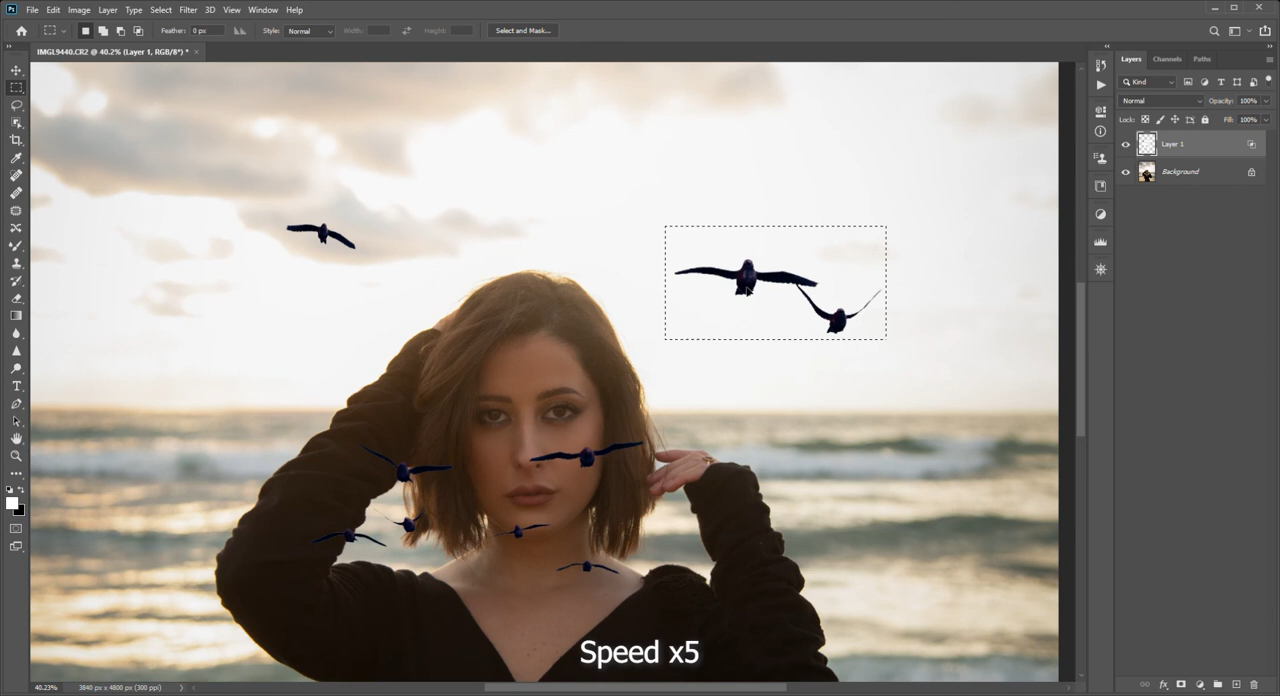 Ps File Edit Image Layer Type Select Filter 3D View Window Help
Feather: 0 px Style: Normal Width: Height: Select and Mask...
IMGL9440.CR2 @ 40.2% (Layer 1, RGB/8*) * ×
Layers Channels Paths
Kind
Normal Opacity: 100%
Lock: Fill: 100%
Layer 1
Background
Speed x5
40.23% 3840 px x 4800 px (300 ppi)